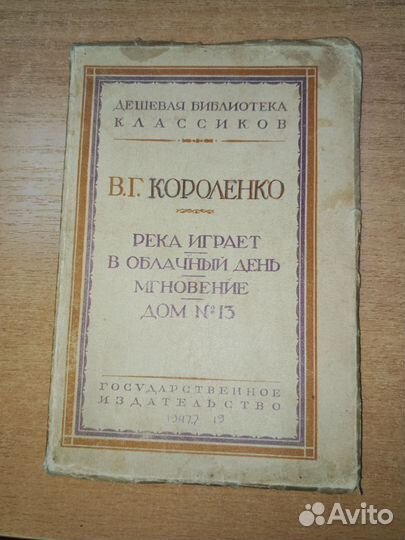 ДЕШЕВАЯ БИБЛИОТЕКА
КЛАССИКОВ
В.Г. КОРОЛЕНКО
РЕКА ИГРАЕТ
В ОБЛАЧНЫЙ ДЕНЬ
МГНОВЕНИЕ
ДОМ № 13
ГОСУДАРСТВЕННОЕ
ИЗДАТЕЛЬСТВО
Avito